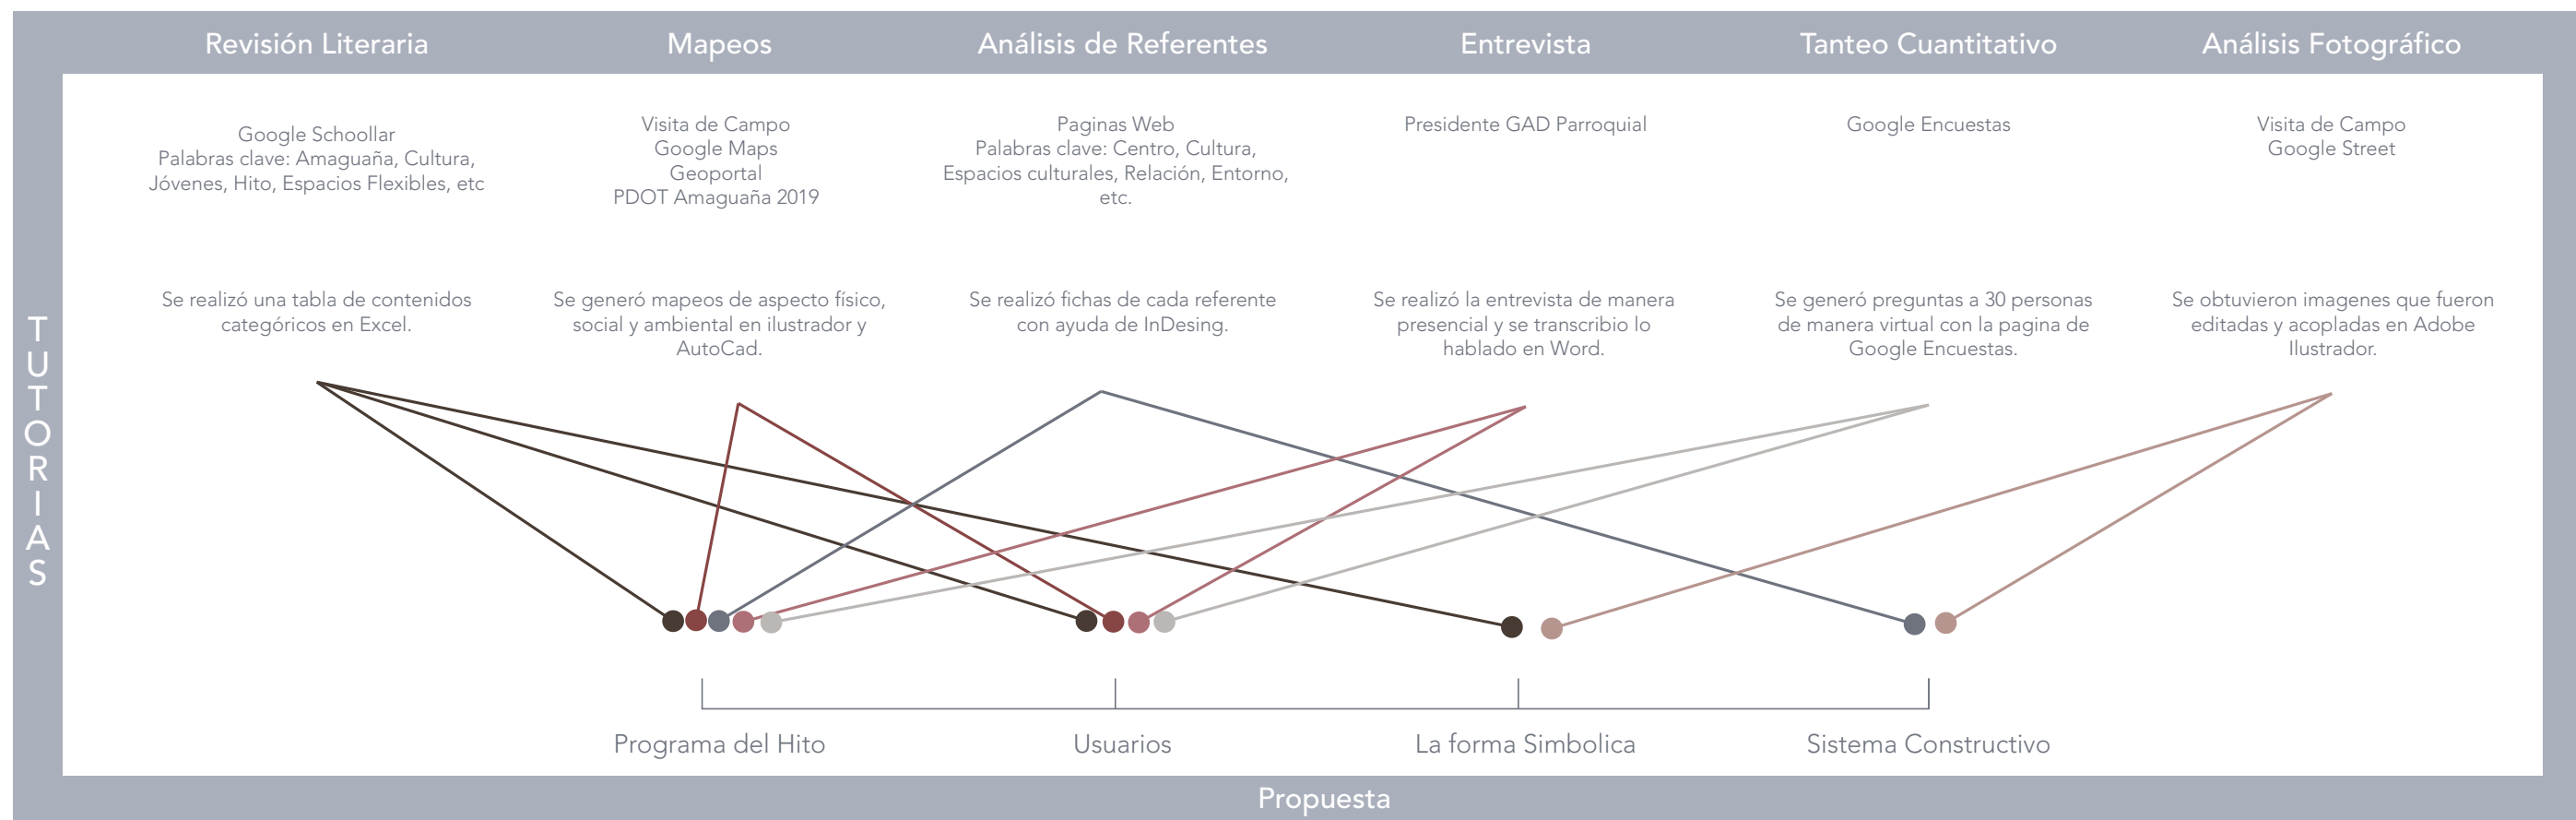 Revisión Literaria
Mapeos
Análisis de Referentes
Entrevista
Tanteo Cuantitativo
Análisis Fotográfico
Google Schoollar
Palabras clave: Amaguaña, Cultura,
Jóvenes, Hito, Espacios Flexibles, etc
Visita de Campo
Google Maps
Geoportal
PDOT Amaguaña 2019
Paginas Web
Palabras clave: Centro, Cultura,
Espacios culturales, Relación, Entorno,
etc.
Presidente GAD Parroquial
Google Encuestas
Visita de Campo
Google Street
Se realizó una tabla de contenidos
categóricos en Excel.
Se generó mapeos de aspecto físico,
social y ambiental en ilustrador y
AutoCad.
Se realizó fichas de cada referente
con ayuda de InDesing.
Se realizó la entrevista de manera
presencial y se transcribio lo
hablado en Word.
Se generó preguntas a 30 personas
de manera virtual con la pagina de
Google Encuestas.
Se obtuvieron imagenes que fueron
editadas y acopladas en Adobe
Ilustrador.
TUTORIAS
Programa del Hito
Usuarios
La forma Simbolica
Sistema Constructivo
Propuesta